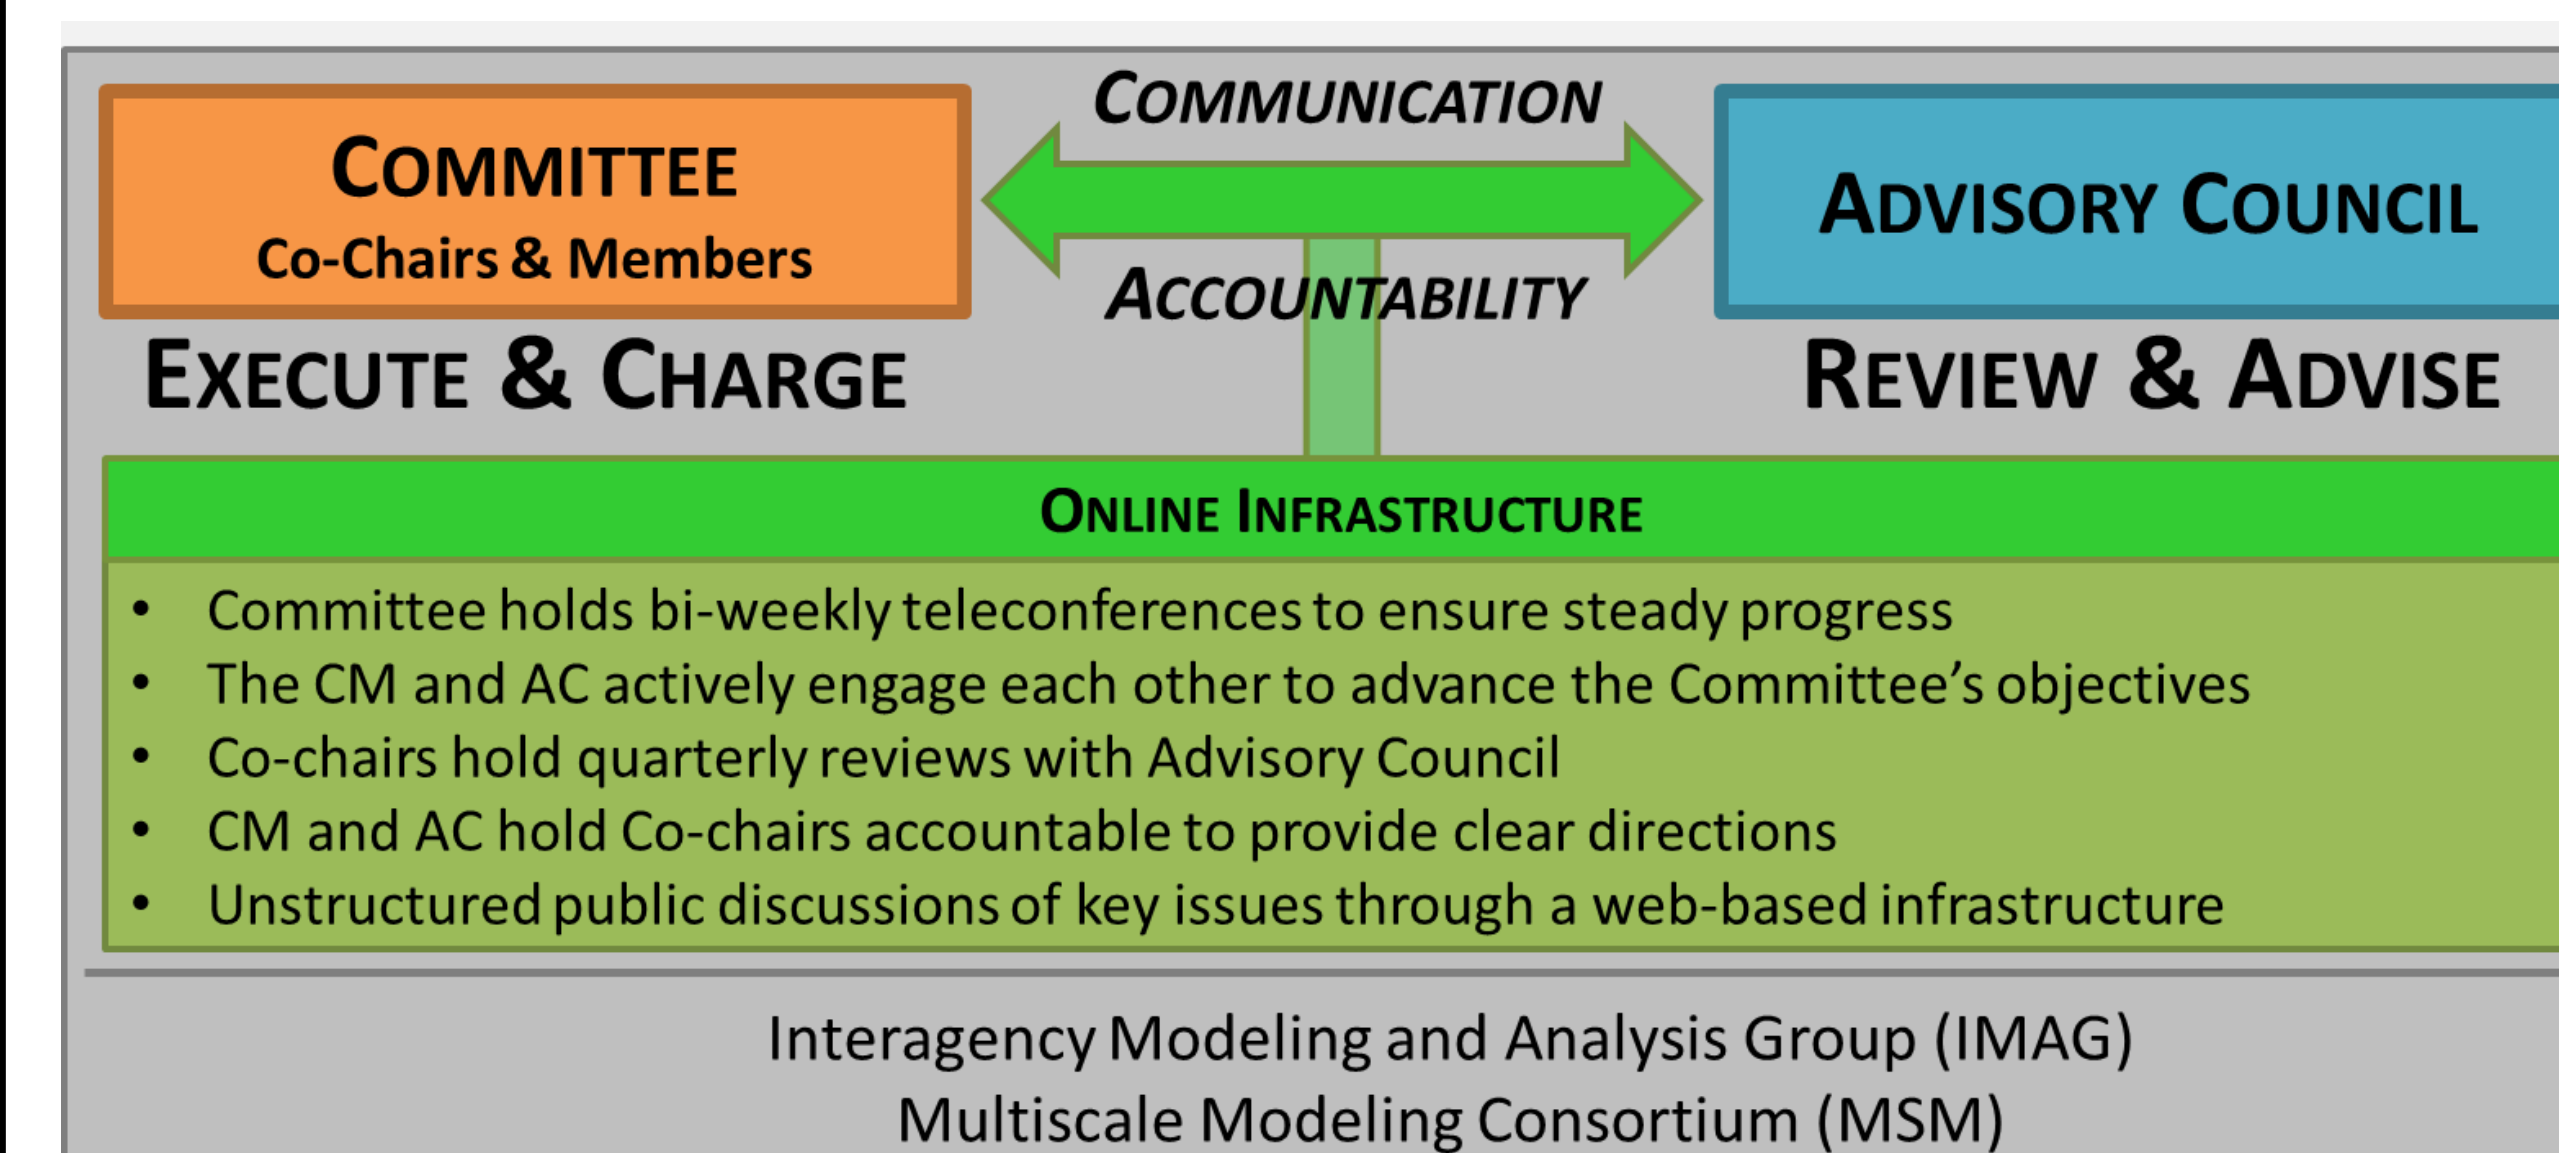 COMMUNICATION
COMMITTEE
Co-Chairs & Members
ADVISORY COUNCIL
ACCOUNTABILITY
EXECUTE & CHARGE
REVIEW & ADVISE
ONLINE INFRASTRUCTURE
• Committee holds bi-weekly teleconferences to ensure steady progress
• The CM and AC actively engage each other to advance the Committee’s objectives
• Co-chairs hold quarterly reviews with Advisory Council
• CM and AC hold Co-chairs accountable to provide clear directions
• Unstructured public discussions of key issues through a web-based infrastructure
Interagency Modeling and Analysis Group (IMAG)
Multiscale Modeling Consortium (MSM)